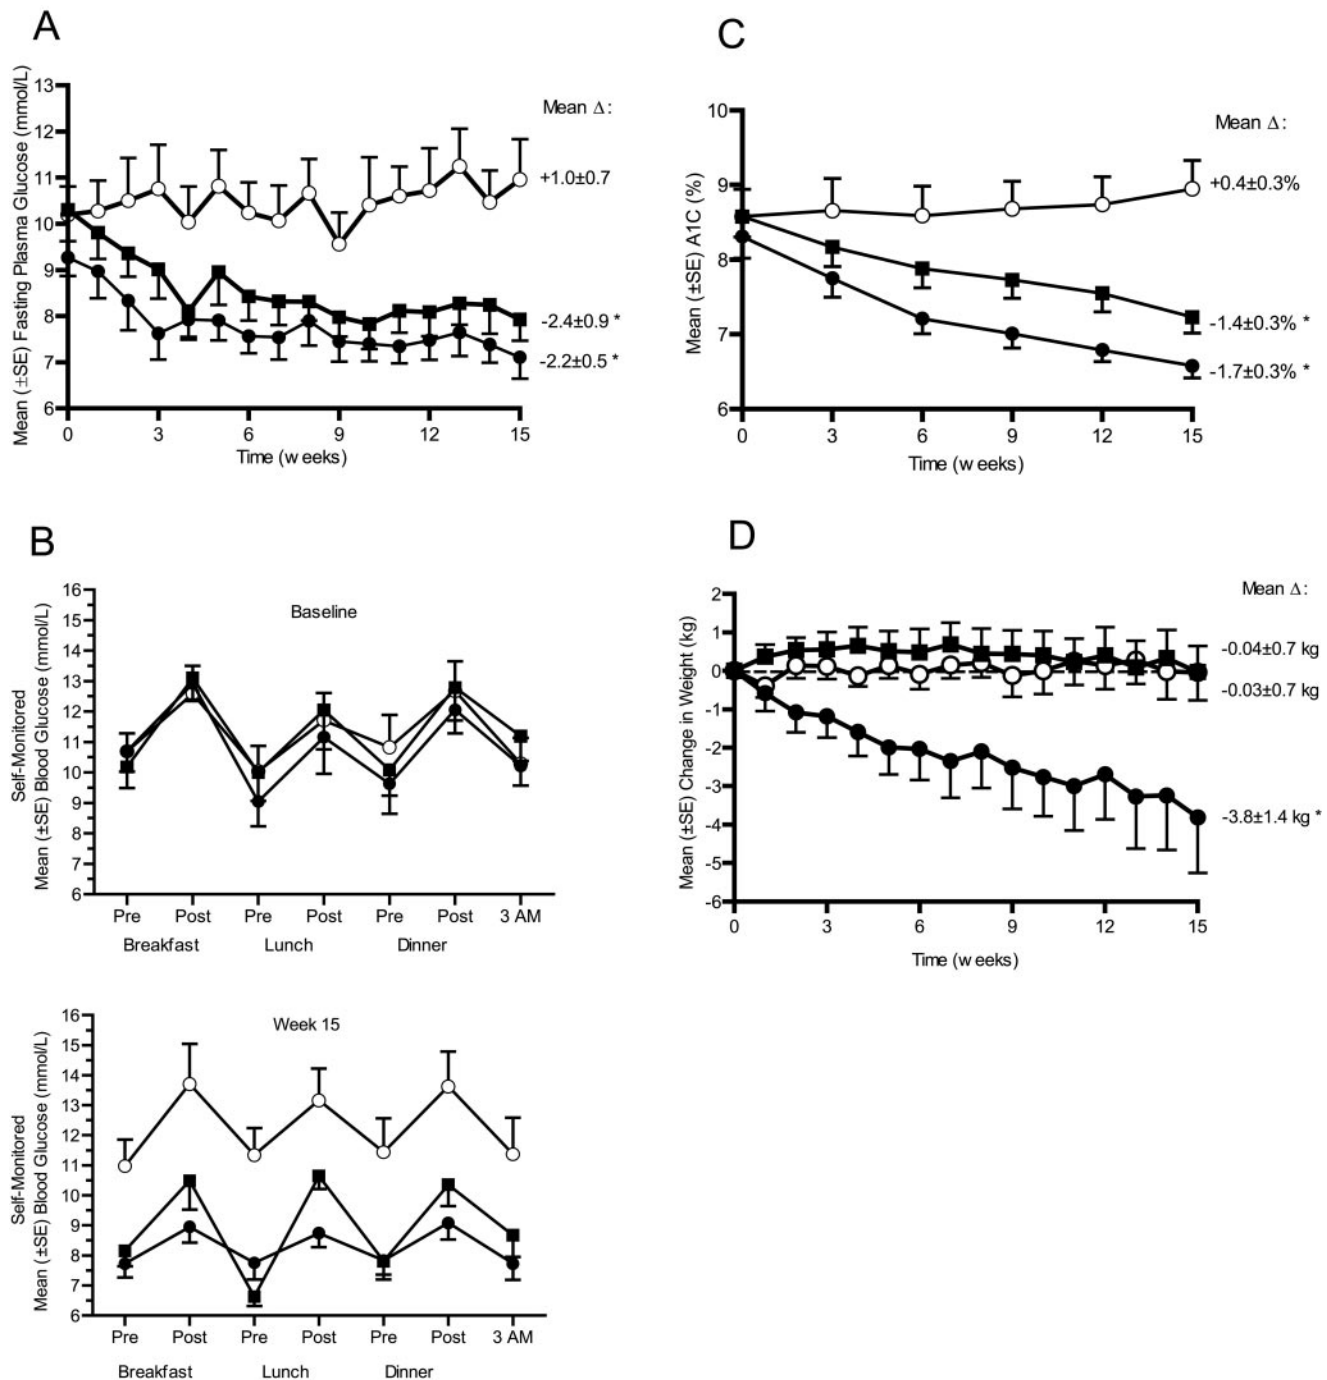 A
Mean (±SE) Fasting Plasma Glucose (mmol/L)
13
12
11
10
9
8
7
6
0 3 6 9 12 15
Time (weeks)
Mean Δ:
+1.0±0.7
-2.4±0.9 *
-2.2±0.5 *
C
Mean (±SE) A1C (%)
10
8
7
6
0 3 6 9 12 15
Time (weeks)
Mean Δ:
+0.4±0.3%
-1.4±0.3% *
-1.7±0.3% *
B
Self-Monitored
Mean (±SE) Blood Glucose (mmol/L)
16
15
14
13
12
11
10
9
8
7
6
Baseline
Pre Post Pre Post Pre Post 3 AM
Breakfast Lunch Dinner
D
Mean (±SE) Change in Weight (kg)
2
1
0
-1
-2
-3
-4
-5
-6
0 3 6 9 12 15
Time (weeks)
Mean Δ:
-0.04±0.7 kg
-0.03±0.7 kg
-3.8±1.4 kg *
Self-Monitored
Mean (±SE) Blood Glucose (mmol/L)
16
15
14
13
12
11
10
9
8
7
6
Week 15
Pre Post Pre Post Pre Post 3 AM
Breakfast Lunch Dinner